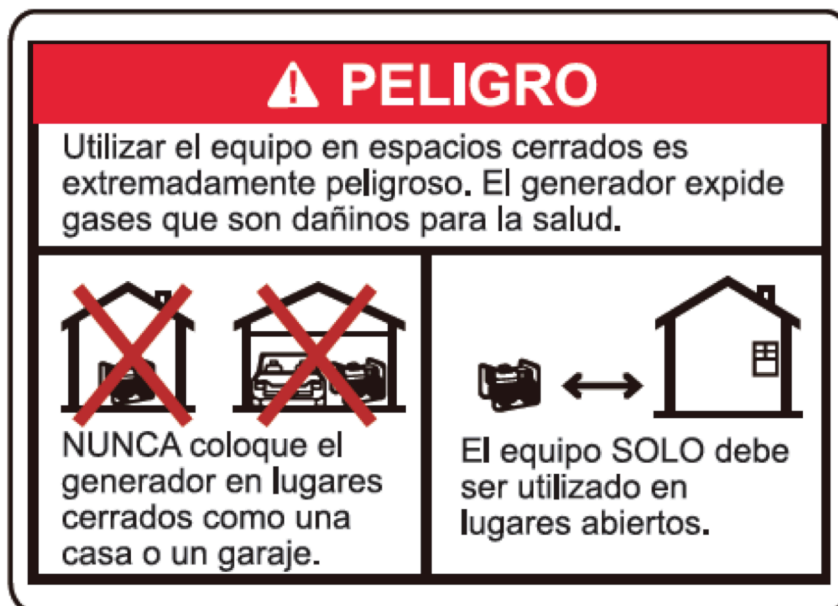 PELIGRO
Utilizar el equipo en espacios cerrados es
extremadamente peligroso. El generador expide
gases que son dañinos para la salud.
NUNCA coloque el
generador en lugares
cerrados como una
casa o un garaje.
El equipo SOLO debe
ser utilizado en
lugares abiertos.